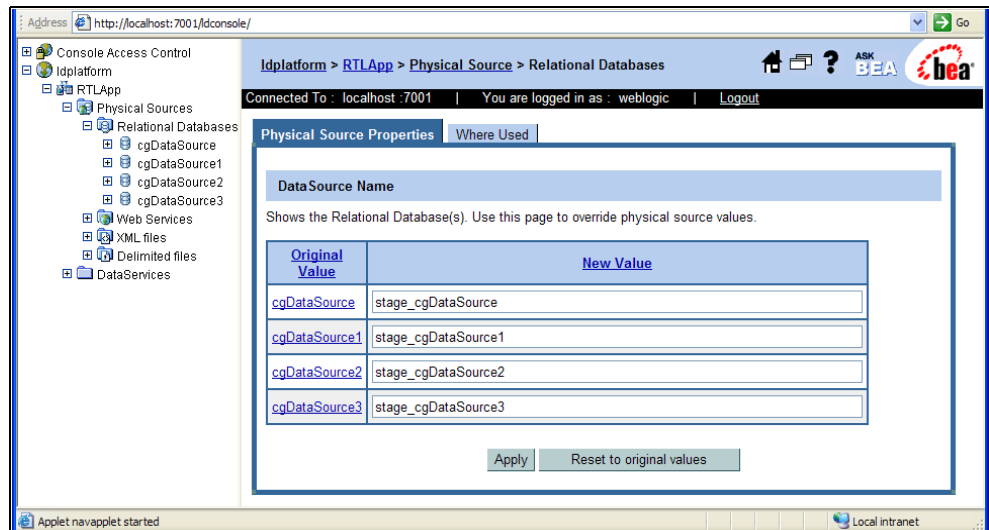 Address http://localhost:7001/ldconsole/ Go
Console Access Control
ldplatform
RTLApp
Physical Sources
Relational Databases
cgDataSource
cgDataSource1
cgDataSource2
cgDataSource3
Web Services
XML files
Delimited files
DataServices
ldplatform > RTLApp > Physical Source > Relational Databases
ASK BEA
bea
Connected To : localhost :7001 | You are logged in as : weblogic | Logout
Physical Source Properties Where Used
DataSource Name
Shows the Relational Database(s). Use this page to override physical source values.
Original Value New Value
cgDataSource stage_cgDataSource
cgDataSource1 stage_cgDataSource1
cgDataSource2 stage_cgDataSource2
cgDataSource3 stage_cgDataSource3
Apply Reset to original values
Applet navapplet started Local intranet